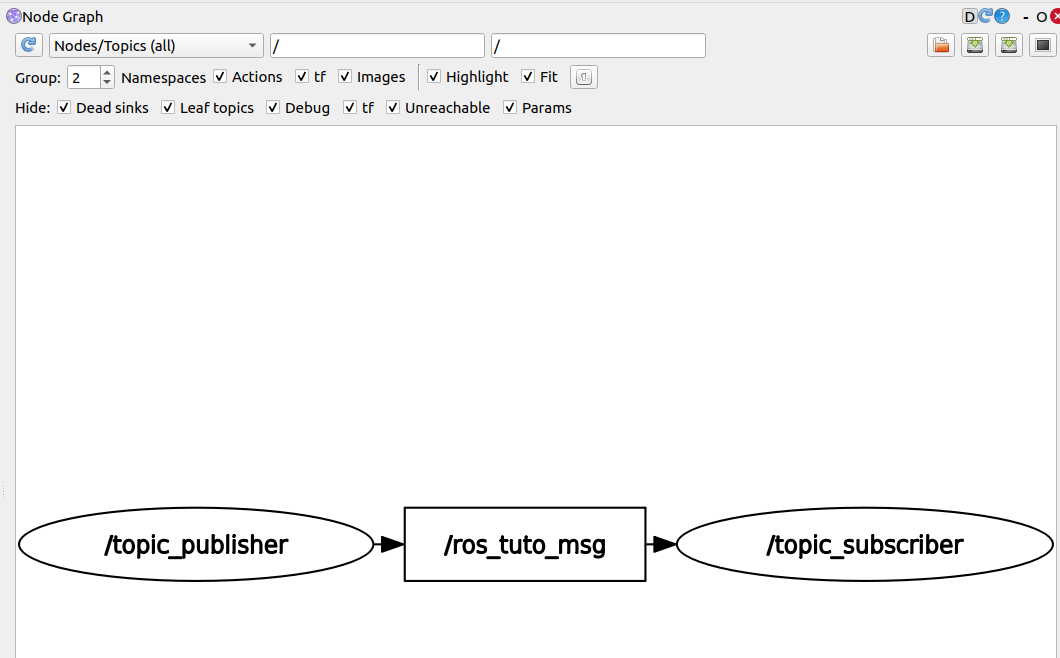 Node Graph D ? - O
Nodes/Topics (all) / /
Group: 2 Namespaces Actions tf Images Highlight Fit
Hide: Dead sinks Leaf topics Debug tf Unreachable Params
/topic_publisher /ros_tuto_msg /topic_subscriber